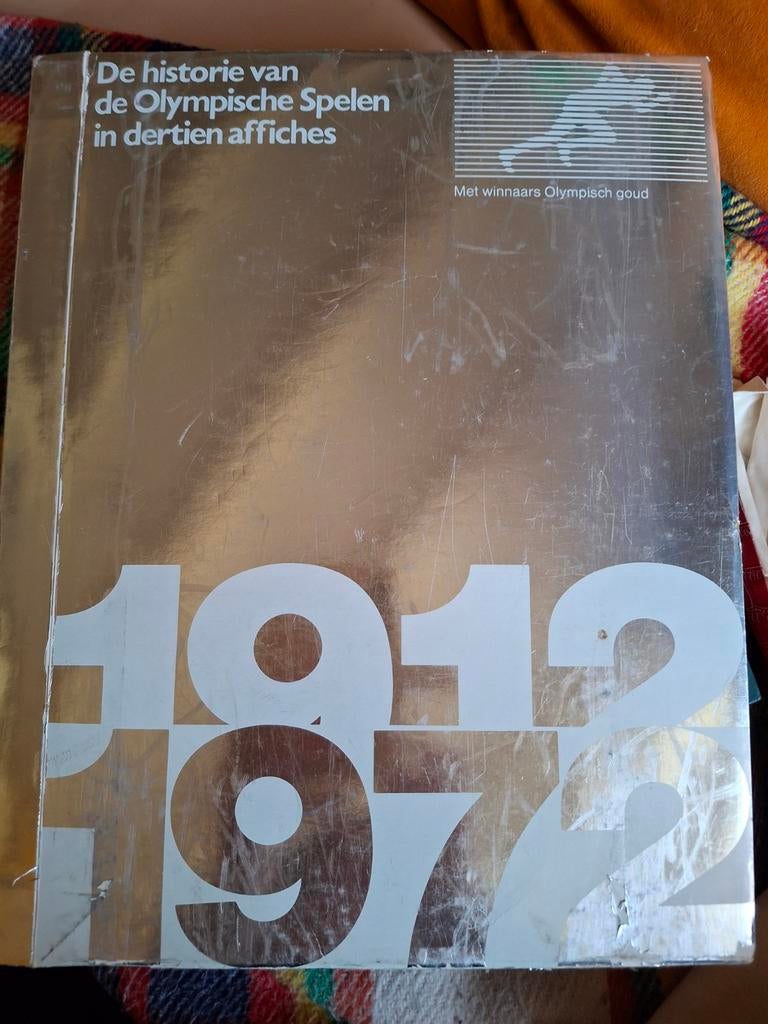 De historie van
de Olympische Spelen
in dertien affiches
Met winnaars Olympisch goud
1912
1972